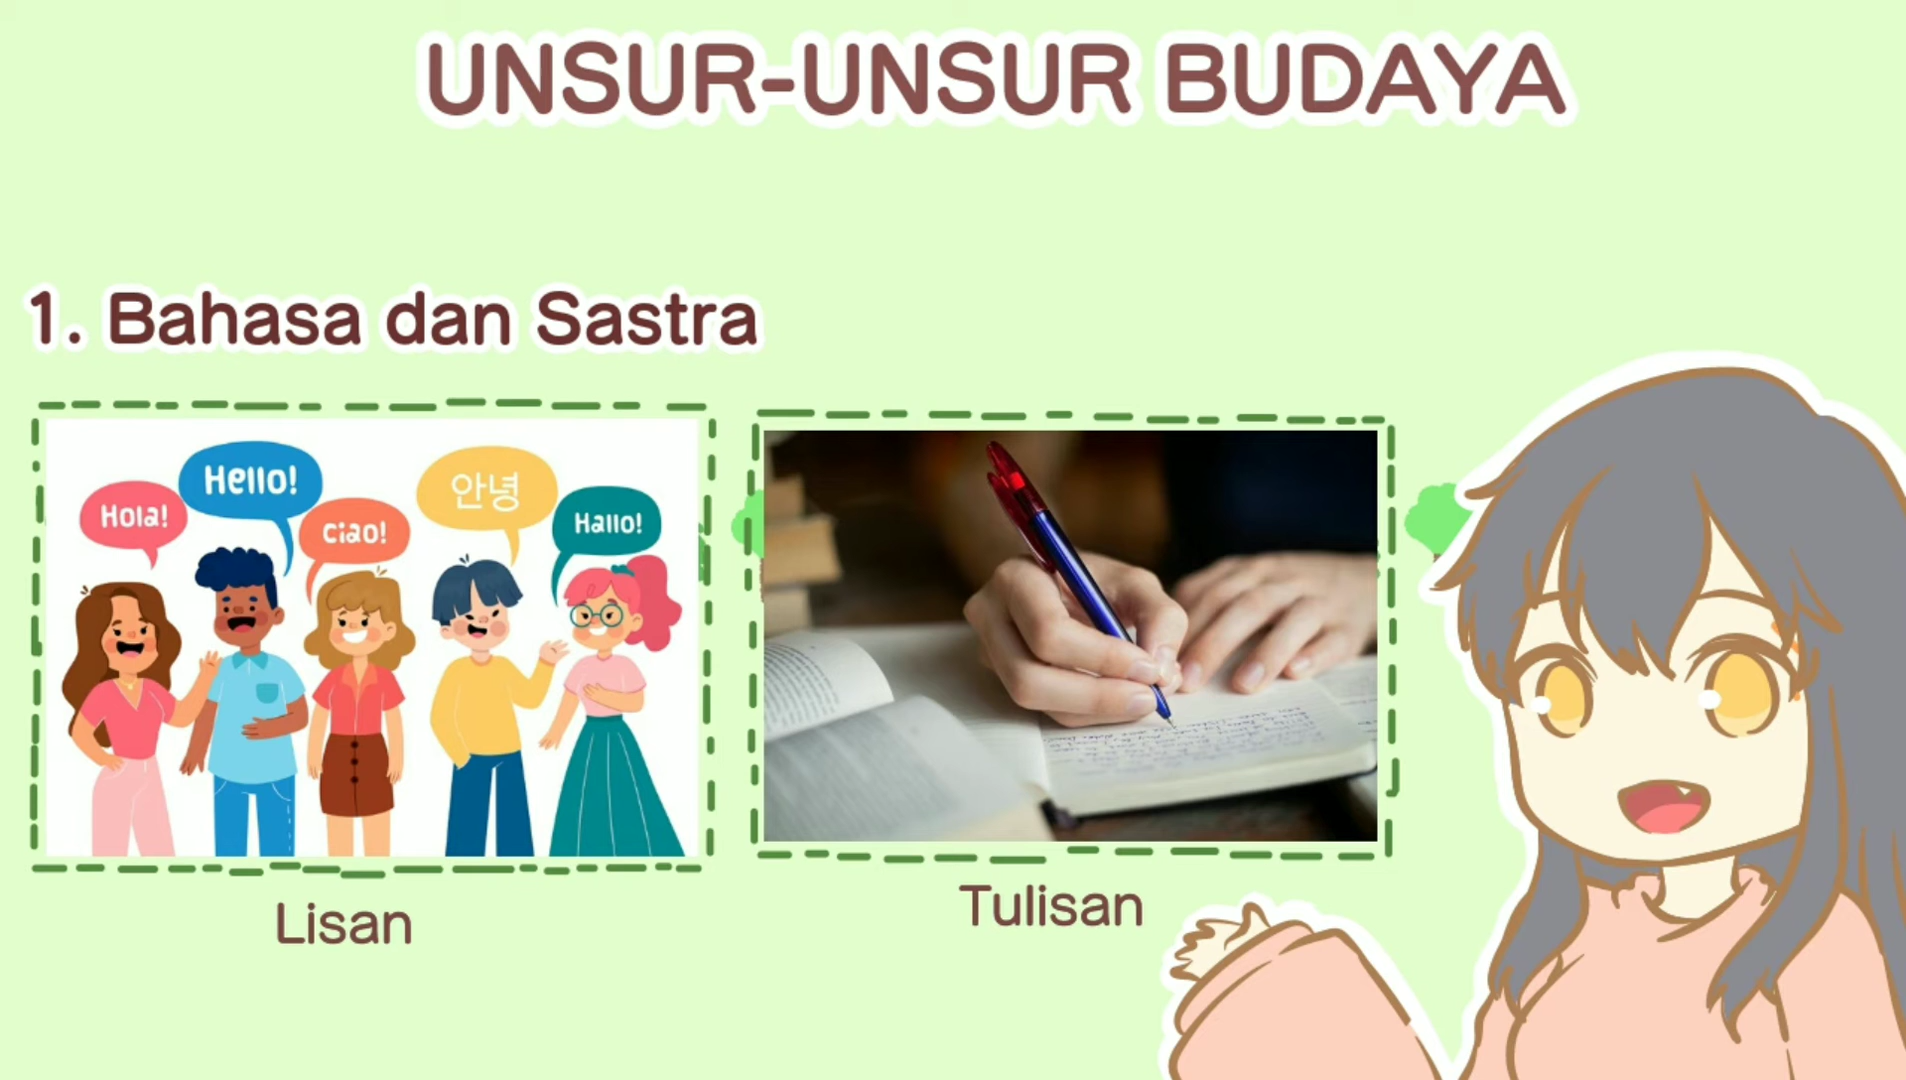 UNSUR-UNSUR BUDAYA
1. Bahasa dan Sastra
Hola!
Hello!
ciao!
안녕
Hallo!
Lisan
Tulisan